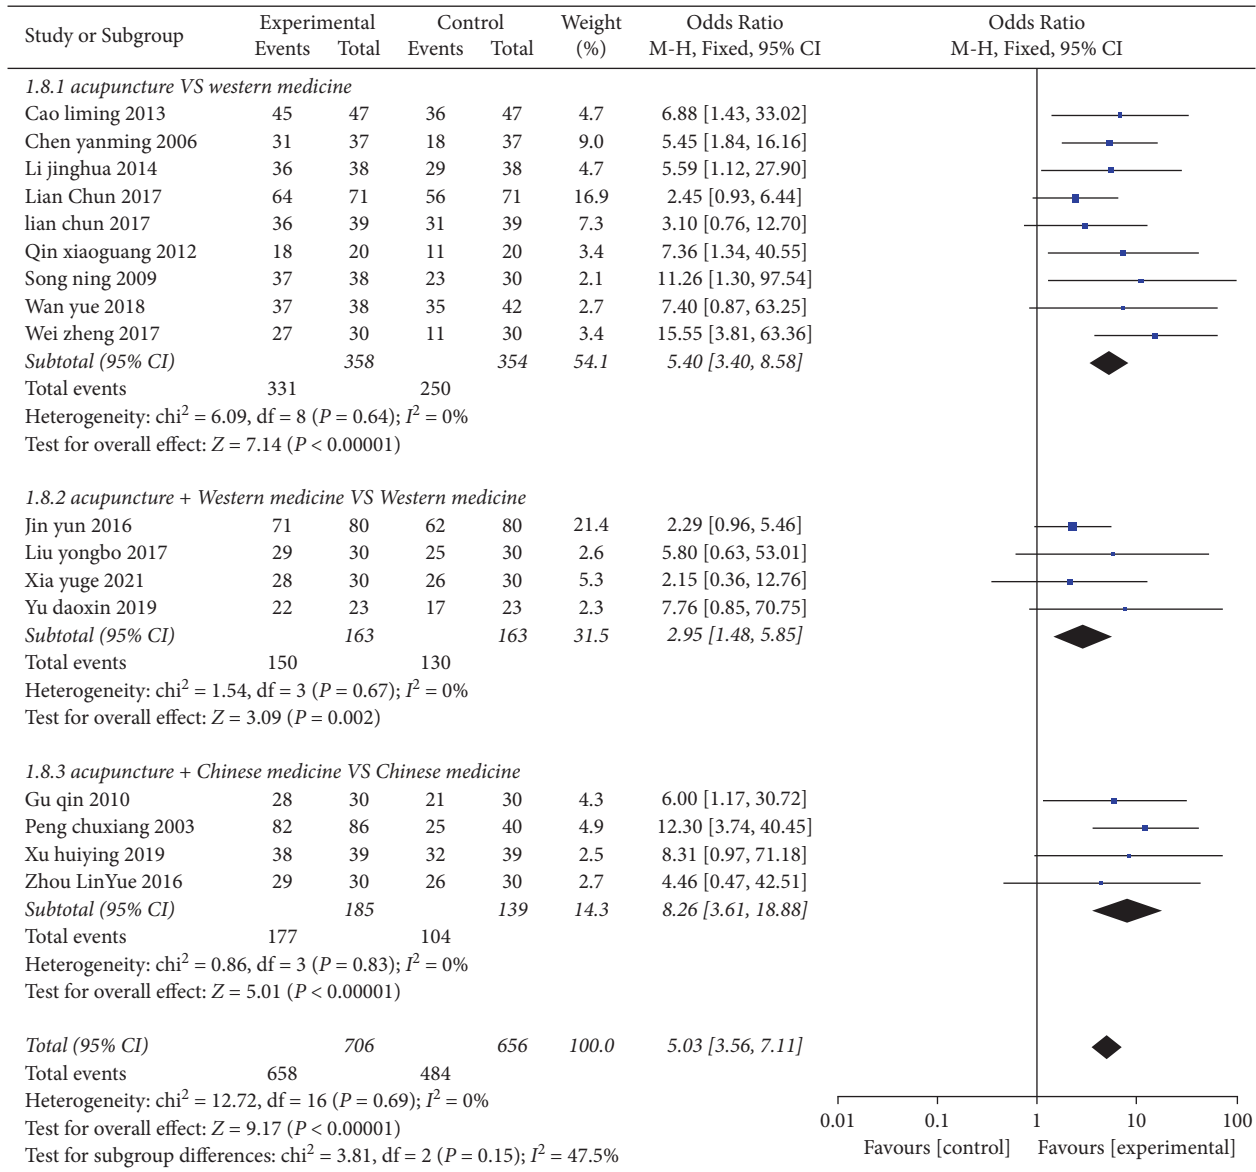 Study or Subgroup Experimental Control Weight Odds Ratio Odds Ratio
Events Total Events Total (%) M-H, Fixed, 95% CI M-H, Fixed, 95% CI
1.8.1 acupuncture VS western medicine
Cao liming 2013 45 47 36 47 4.7 6.88 [1.43, 33.02]
Chen yanming 2006 31 37 18 37 9.0 5.45 [1.84, 16.16]
Li jinghua 2014 36 38 29 38 4.7 5.59 [1.12, 27.90]
Lian Chun 2017 64 71 56 71 16.9 2.45 [0.93, 6.44]
lian chun 2017 36 39 31 39 7.3 3.10 [0.76, 12.70]
Qin xiaoguang 2012 18 20 11 20 3.4 7.36 [1.34, 40.55]
Song ning 2009 37 38 23 30 2.1 11.26 [1.30, 97.54]
Wan yue 2018 37 38 35 42 2.7 7.40 [0.87, 63.25]
Wei zheng 2017 27 30 11 30 3.4 15.55 [3.81, 63.36]
Subtotal (95% CI) 358 354 54.1 5.40 [3.40, 8.58]
Total events 331 250
Heterogeneity: chi² = 6.09, df = 8 (P = 0.64); I² = 0%
Test for overall effect: Z = 7.14 (P < 0.00001)
1.8.2 acupuncture + Western medicine VS Western medicine
Jin yun 2016 71 80 62 80 21.4 2.29 [0.96, 5.46]
Liu yongbo 2017 29 30 25 30 2.6 5.80 [0.63, 53.01]
Xia yuge 2021 28 30 26 30 5.3 2.15 [0.36, 12.76]
Yu daoxin 2019 22 23 17 23 2.3 7.76 [0.85, 70.75]
Subtotal (95% CI) 163 163 31.5 2.95 [1.48, 5.85]
Total events 150 130
Heterogeneity: chi² = 1.54, df = 3 (P = 0.67); I² = 0%
Test for overall effect: Z = 3.09 (P = 0.002)
1.8.3 acupuncture + Chinese medicine VS Chinese medicine
Gu qin 2010 28 30 21 30 4.3 6.00 [1.17, 30.72]
Peng chuxiang 2003 82 86 25 40 4.9 12.30 [3.74, 40.45]
Xu huiying 2019 38 39 32 39 2.5 8.31 [0.97, 71.18]
Zhou LinYue 2016 29 30 26 30 2.7 4.46 [0.47, 42.51]
Subtotal (95% CI) 185 139 14.3 8.26 [3.61, 18.88]
Total events 177 104
Heterogeneity: chi² = 0.86, df = 3 (P = 0.83); I² = 0%
Test for overall effect: Z = 5.01 (P < 0.00001)
Total (95% CI) 706 656 100.0 5.03 [3.56, 7.11]
Total events 658 484
Heterogeneity: chi² = 12.72, df = 16 (P = 0.69); I² = 0%
Test for overall effect: Z = 9.17 (P < 0.00001)
Test for subgroup differences: chi² = 3.81, df = 2 (P = 0.15); I² = 47.5%
0.01 0.1 1 10 100
Favours [control] Favours [experimental]